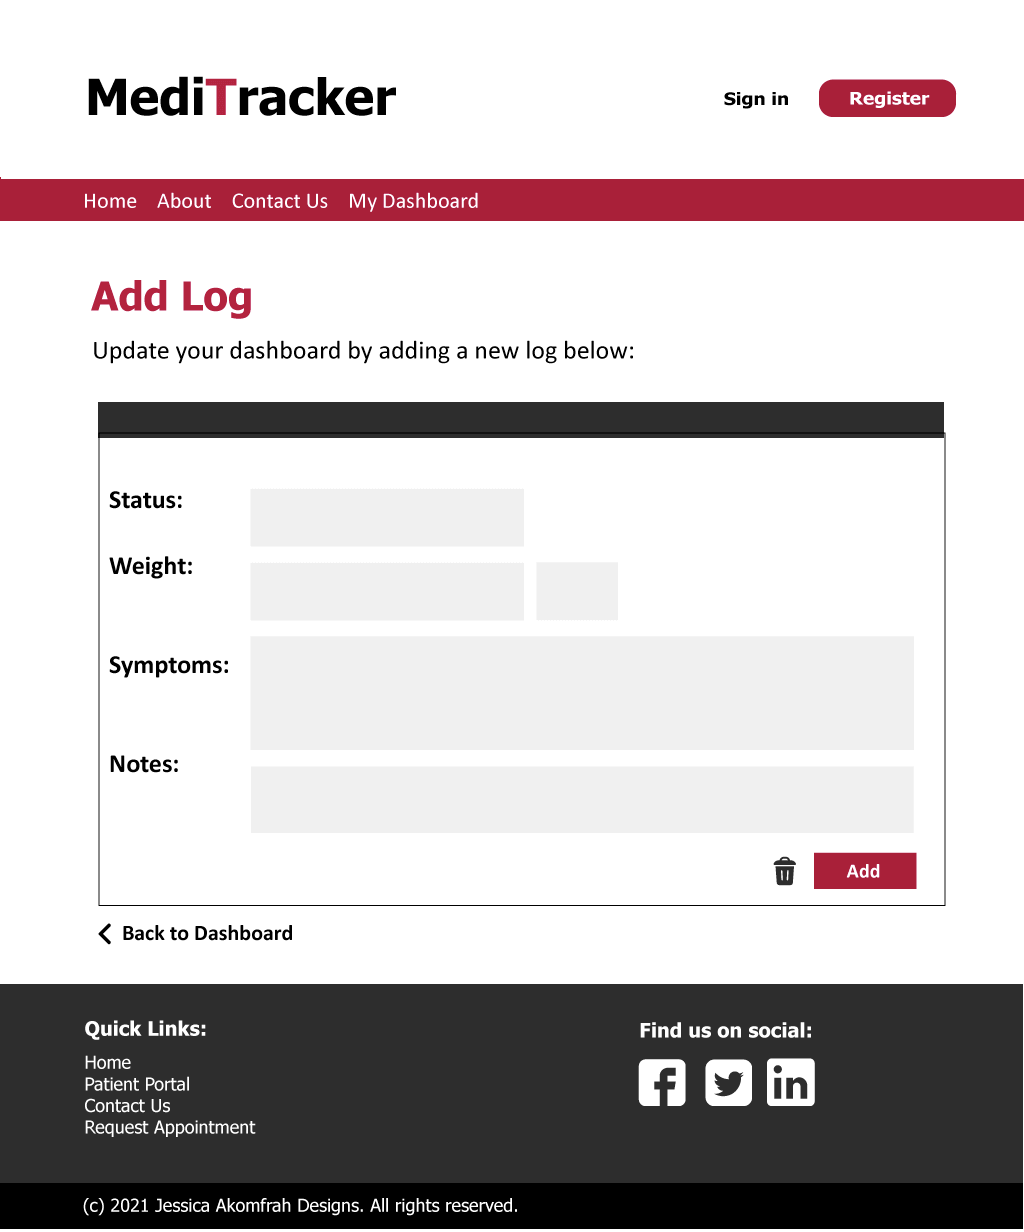 MediTracker
Sign in
Register
Home
About
Contact Us
My Dashboard
Add Log
Update your dashboard by adding a new log below:
Status:
Weight:
Symptoms:
Notes:
Add
Back to Dashboard
Quick Links:
Home
Patient Portal
Contact Us
Request Appointment
Find us on social:
(c) 2021 Jessica Akomfrah Designs. All rights reserved.